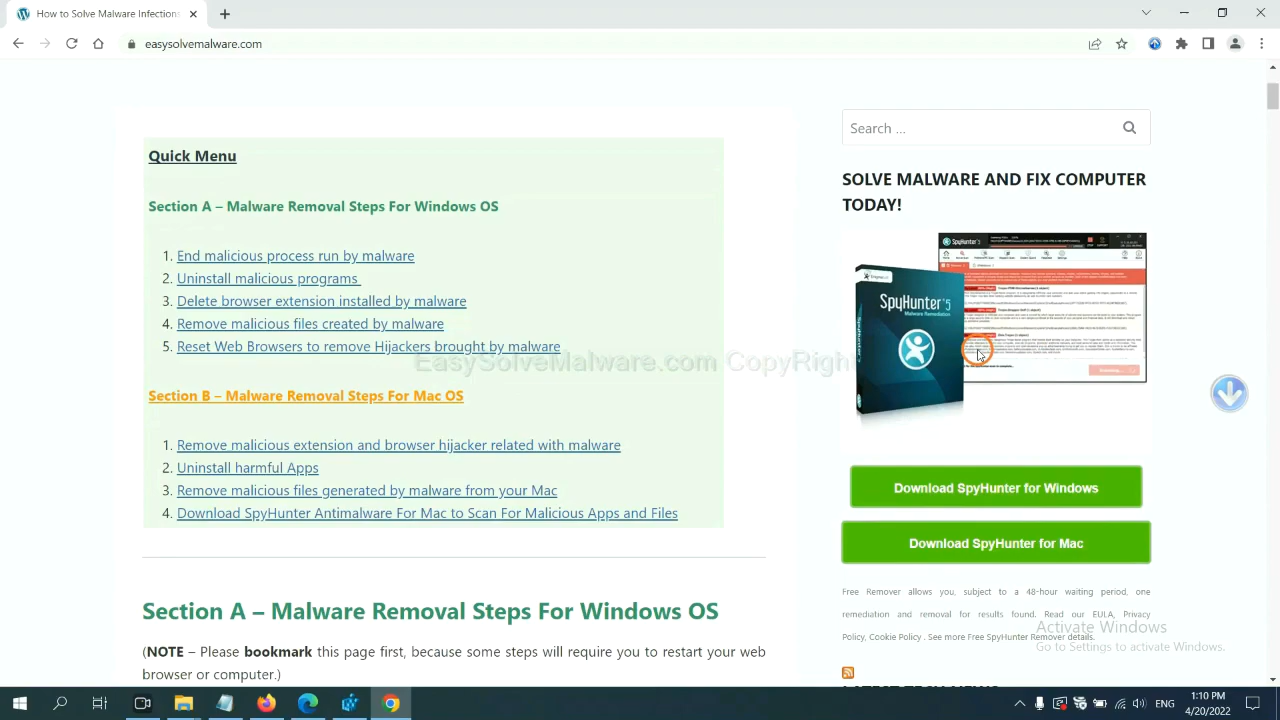 How to Solve Malware Infections
easysolvemalware.com
Quick Menu
Section A – Malware Removal Steps For Windows OS
1. End malicious process run by malware
2. Uninstall malicious programs
3. Delete browser extension installed by malware
4. Remove malicious files created by malware
5. Reset Web Browser to Remove Hijackers brought by malware
Section B – Malware Removal Steps For Mac OS
1. Remove malicious extension and browser hijacker related with malware
2. Uninstall harmful Apps
3. Remove malicious files generated by malware from your Mac
4. Download SpyHunter Antimalware For Mac to Scan For Malicious Apps and Files
Section A – Malware Removal Steps For Windows OS
(NOTE – Please bookmark this page first, because some steps will require you to restart your web
browser or computer.)
Search ...
SOLVE MALWARE AND FIX COMPUTER
TODAY!
SpyHunter 5
SpyHunter 5
Malware Remediation
Download SpyHunter for Windows
Download SpyHunter for Mac
Free Remover allows you, subject to a 48-hour waiting period, one
remediation and removal for results found. Read our EULA, Privacy
Policy, Cookie Policy . See more Free SpyHunter Remover details.
Activate Windows
Go to Settings to activate Windows.
LATEST TECH NEWS
ENG
1:10 PM
4/20/2022